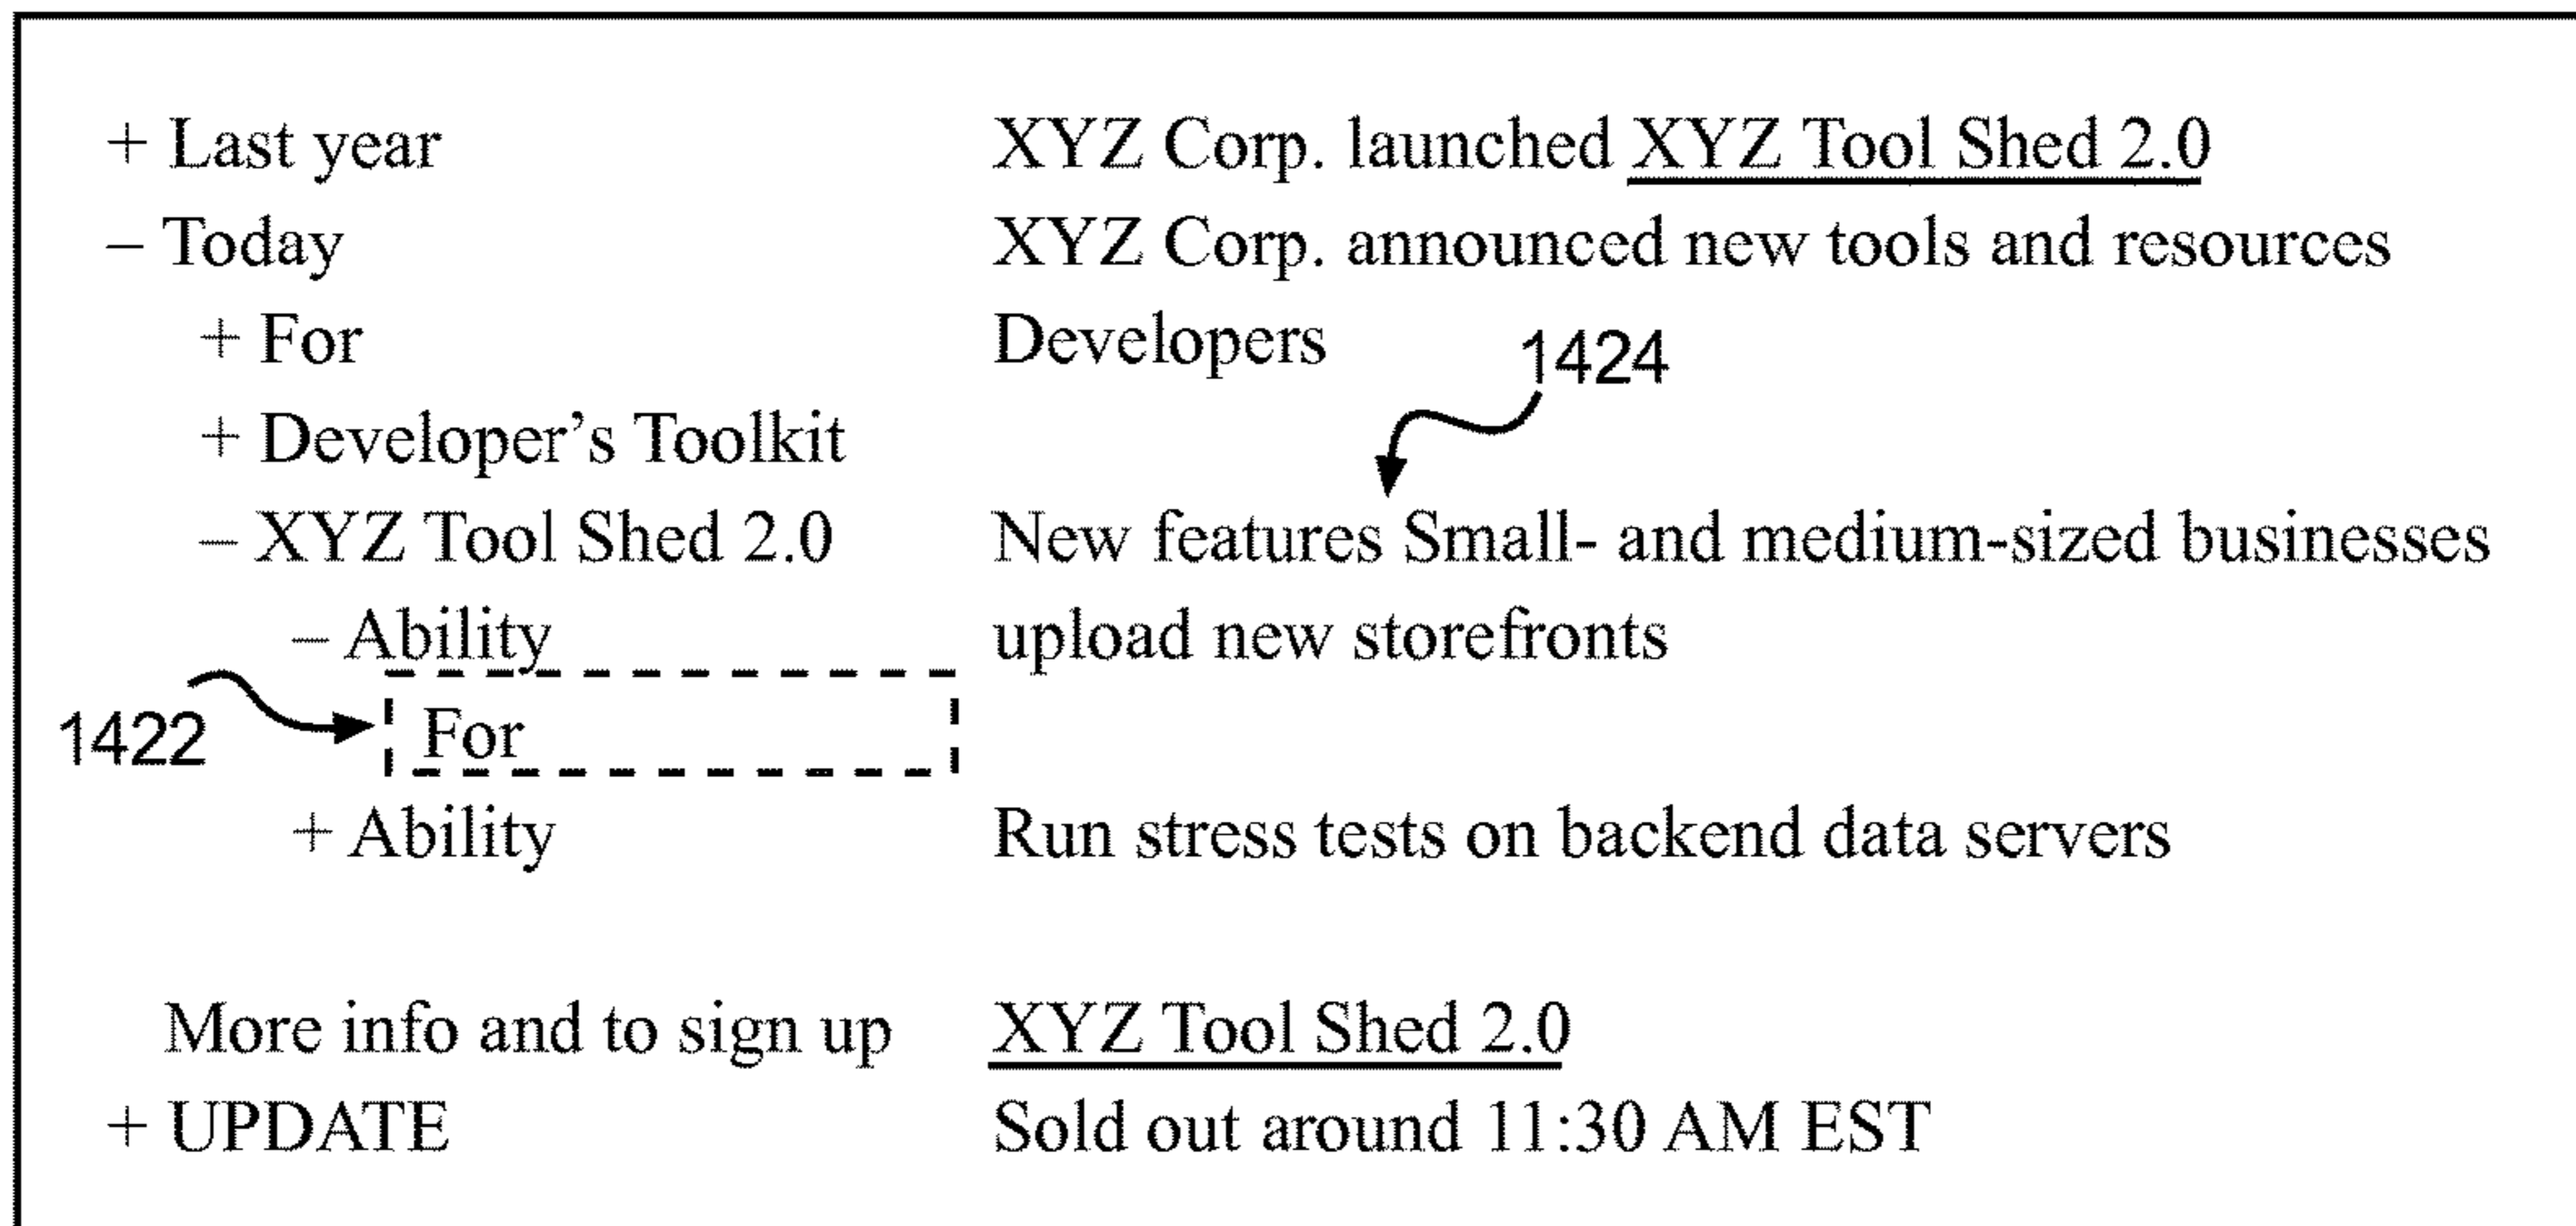 + Last year XYZ Corp. launched XYZ Tool Shed 2.0
– Today XYZ Corp. announced new tools and resources
+ For Developers
1424
+ Developer’s Toolkit
– XYZ Tool Shed 2.0 New features Small- and medium-sized businesses
– Ability upload new storefronts
1422 For
+ Ability Run stress tests on backend data servers
More info and to sign up XYZ Tool Shed 2.0
+ UPDATE Sold out around 11:30 AM EST